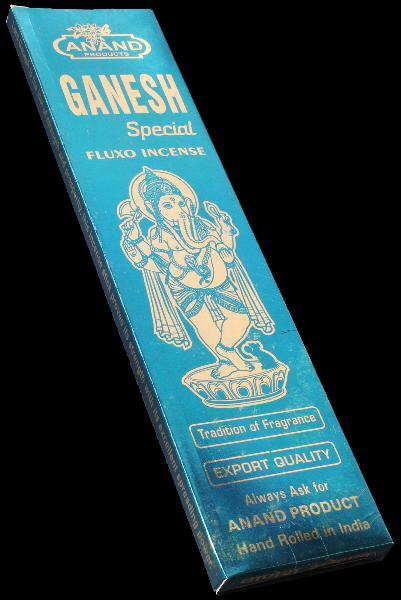 ANAND
PRODUCTS
GANESH
Special
FLUXO INCENSE
Tradition of Fragrance
EXPORT QUALITY
Always Ask for
ANAND PRODUCT
Hand Rolled in India